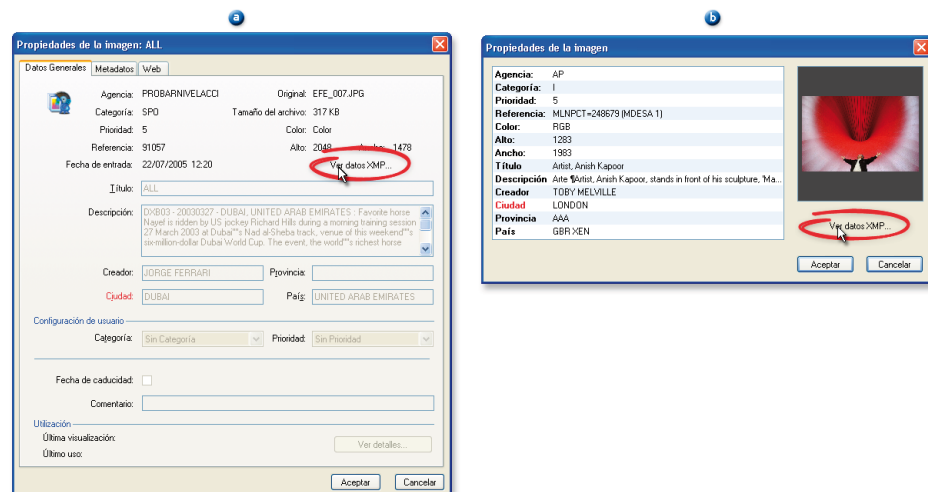 a
Propiedades de la imagen: ALL
Datos Generales Metadatos Web
Agencia: PROBARNIVELACCI Original: EFE_007.JPG
Categoría: SPO Tamaño del archivo: 317 KB
Prioridad: 5 Color: Color
Referencia: 91057 Alto: 2048 Ancho: 1478
Fecha de entrada: 22/07/2005 12:20 Ver datos XMP...
Título: ALL
Descripción: DXB03 - 20030327 - DUBAI, UNITED ARAB EMIRATES : Favorite horse
Nayef is ridden by US jockey Richard Hills during a morning training session
27 March 2003 at Dubai""s Nad al-Sheba track, venue of this weekend""s
six-million-dollar Dubai World Cup. The event, the world""s richest horse
Creador: JORGE FERRARI Provincia:
Ciudad: DUBAI País: UNITED ARAB EMIRATES
Configuración de usuario
Categoría: Sin Categoría Prioridad: Sin Prioridad
Fecha de caducidad:
Comentario:
Utilización
Última visualización:
Último uso:
Ver detalles...
Aceptar Cancelar
b
Propiedades de la imagen
Agencia: AP
Categoría: I
Prioridad: 5
Referencia: MLNPCT=248679 (MDESA 1)
Color: RGB
Alto: 1283
Ancho: 1983
Título Artist, Anish Kapoor
Descripción Arte ¶Artist, Anish Kapoor, stands in front of his sculpture, 'Ma...
Creador TOBY MELVILLE
Ciudad LONDON
Provincia AAA
País GBR XEN
Ver datos XMP...
Aceptar Cancelar